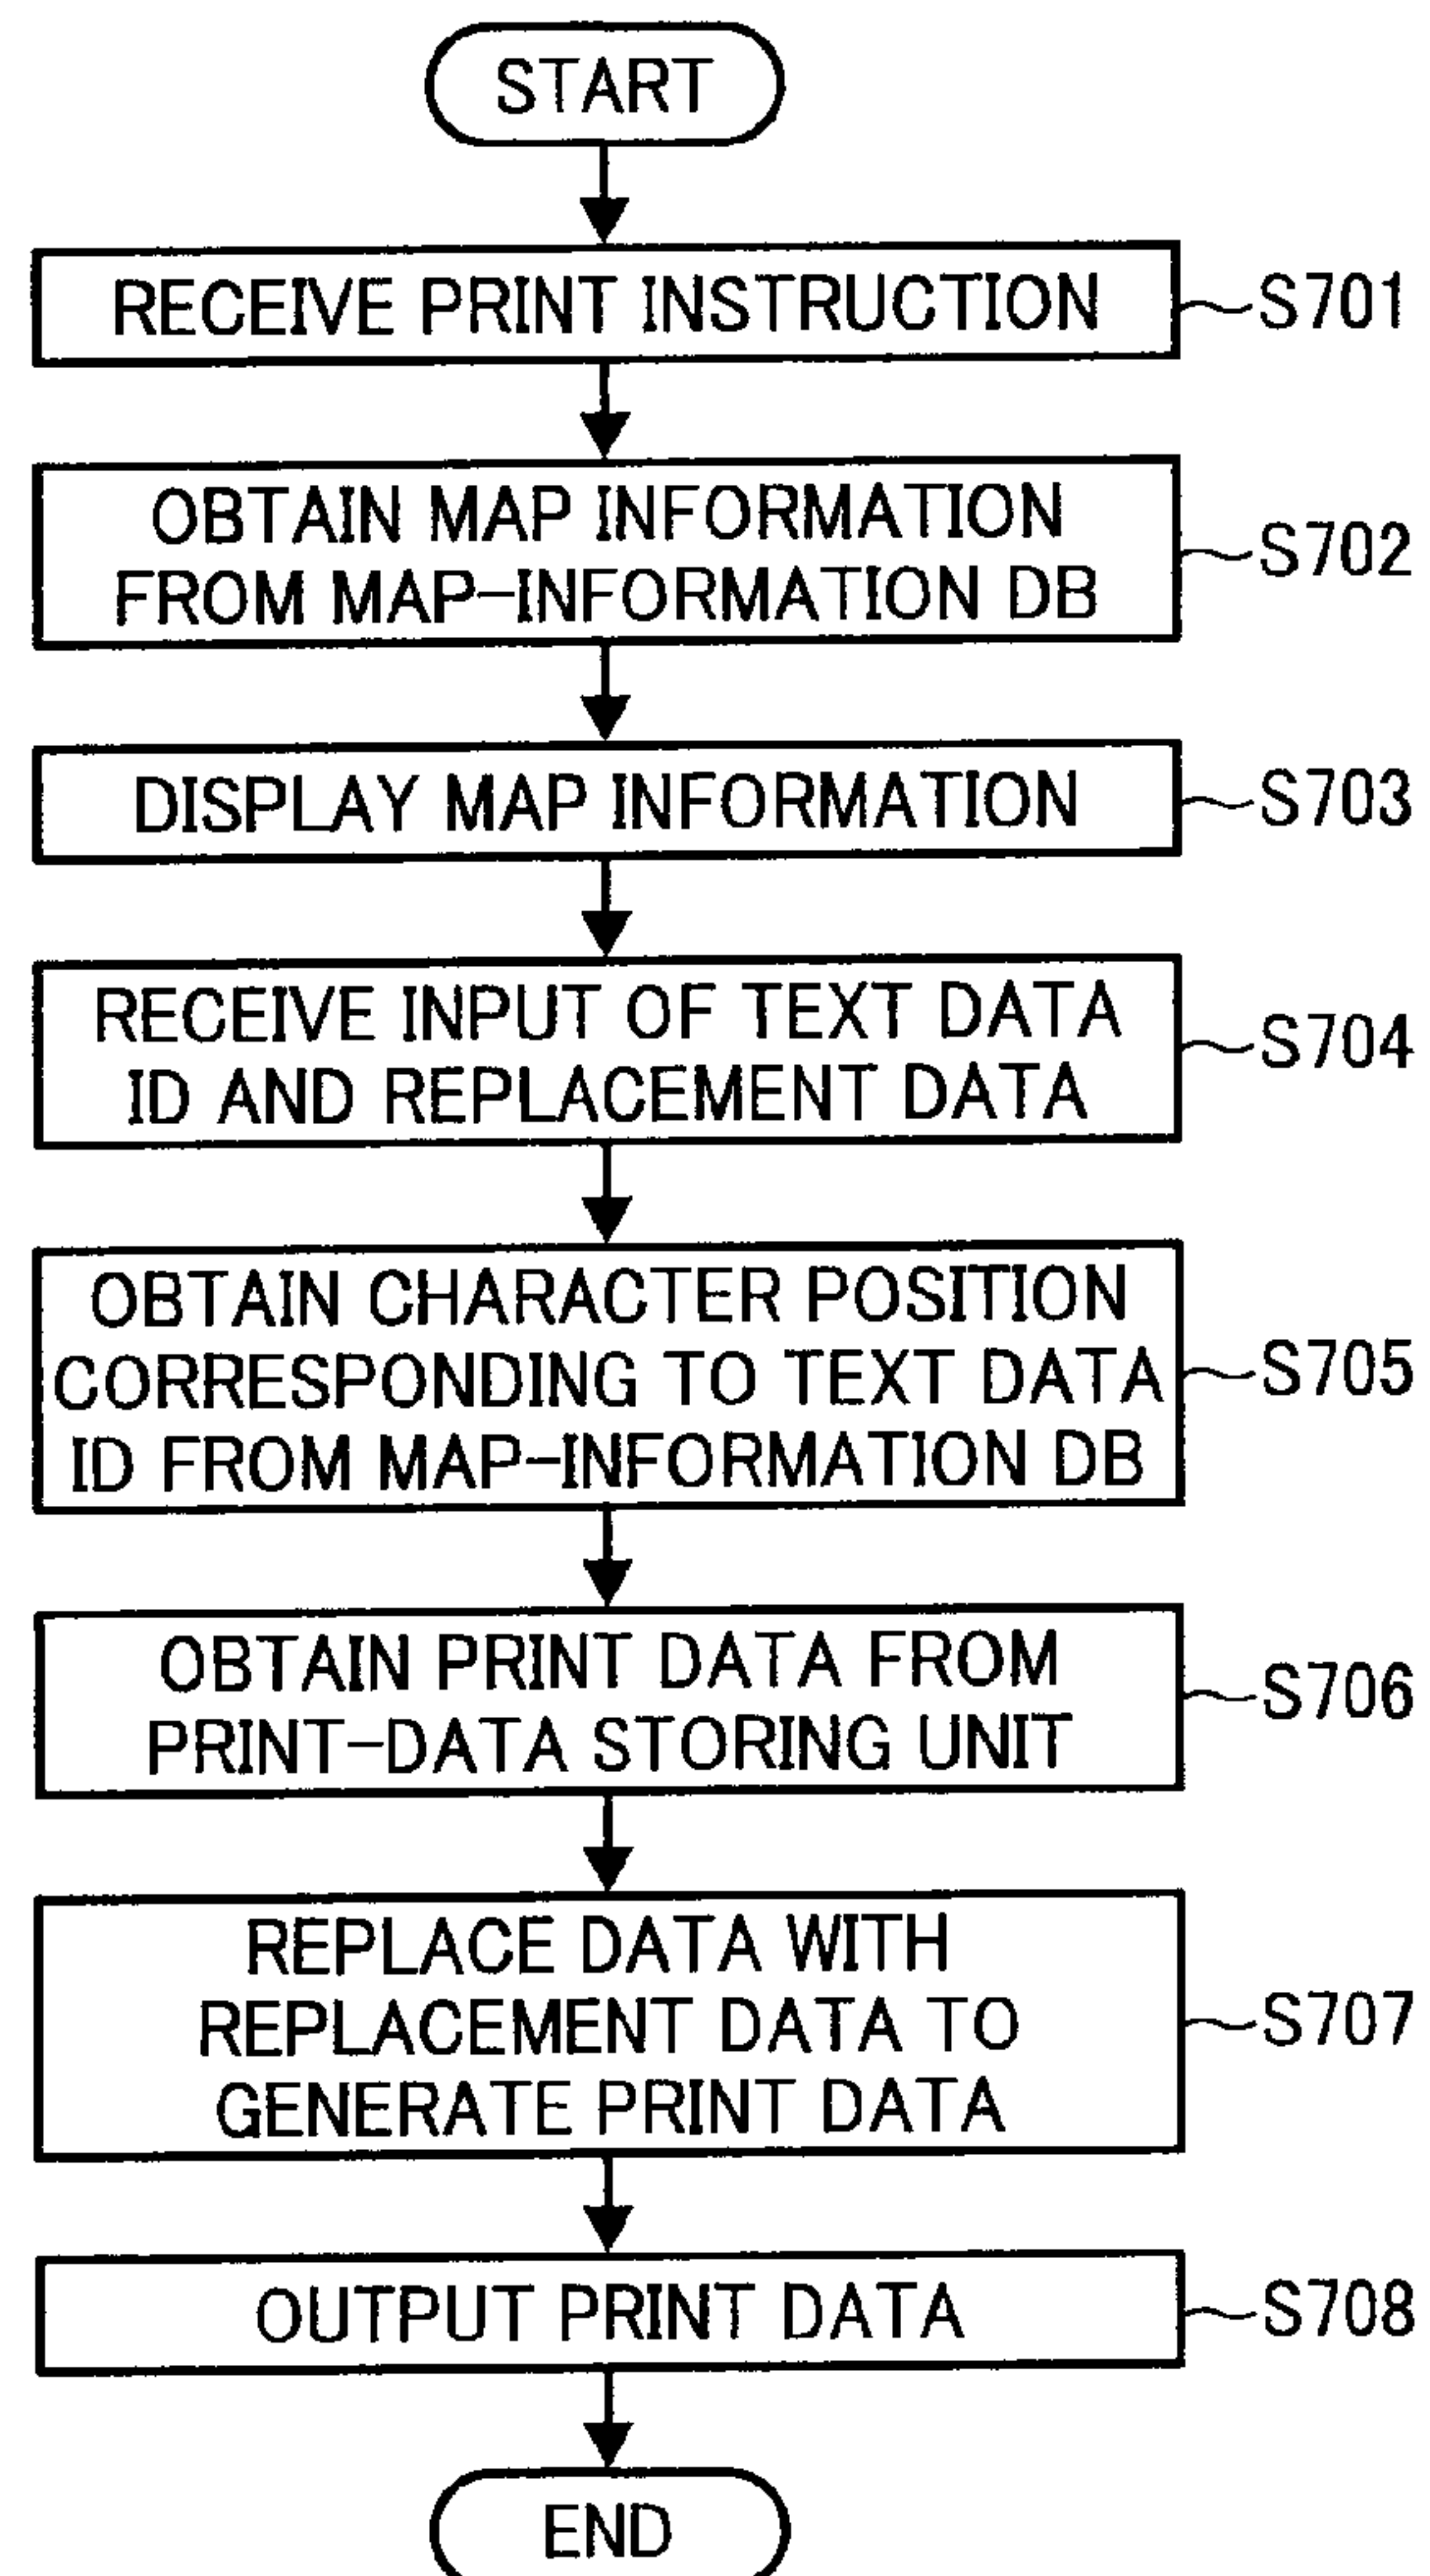 START
RECEIVE PRINT INSTRUCTION
S701
OBTAIN MAP INFORMATION
FROM MAP-INFORMATION DB
S702
DISPLAY MAP INFORMATION
S703
RECEIVE INPUT OF TEXT DATA
ID AND REPLACEMENT DATA
S704
OBTAIN CHARACTER POSITION
CORRESPONDING TO TEXT DATA
ID FROM MAP-INFORMATION DB
S705
OBTAIN PRINT DATA FROM
PRINT-DATA STORING UNIT
S706
REPLACE DATA WITH
REPLACEMENT DATA TO
GENERATE PRINT DATA
S707
OUTPUT PRINT DATA
S708
END